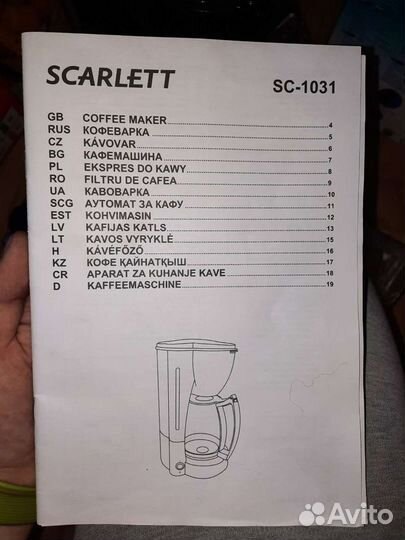 SCARLETT
SC-1031
GB COFFEE MAKER 4
RUS КОФЕВАРКА 5
CZ KÁVOVAR 6
BG КАФЕМАШИНА 7
PL EKSPRES DO KAWY 8
RO FILTRU DE CAFEA 9
UA КАВОВАРКА 10
SCG АУТОМАТ ЗА КАФУ 11
EST KOHVIMASIN 12
LV KAFIJAS KATLS 13
LT KAVOS VYRYKLĖ 15
H KÁVÉFŐZŐ 16
KZ КОФЕ ҚАЙНАТҚЫШ 17
CR APARAT ZA KUHANJE KAVE 18
D KAFFEEMASCHINE 19
Avito